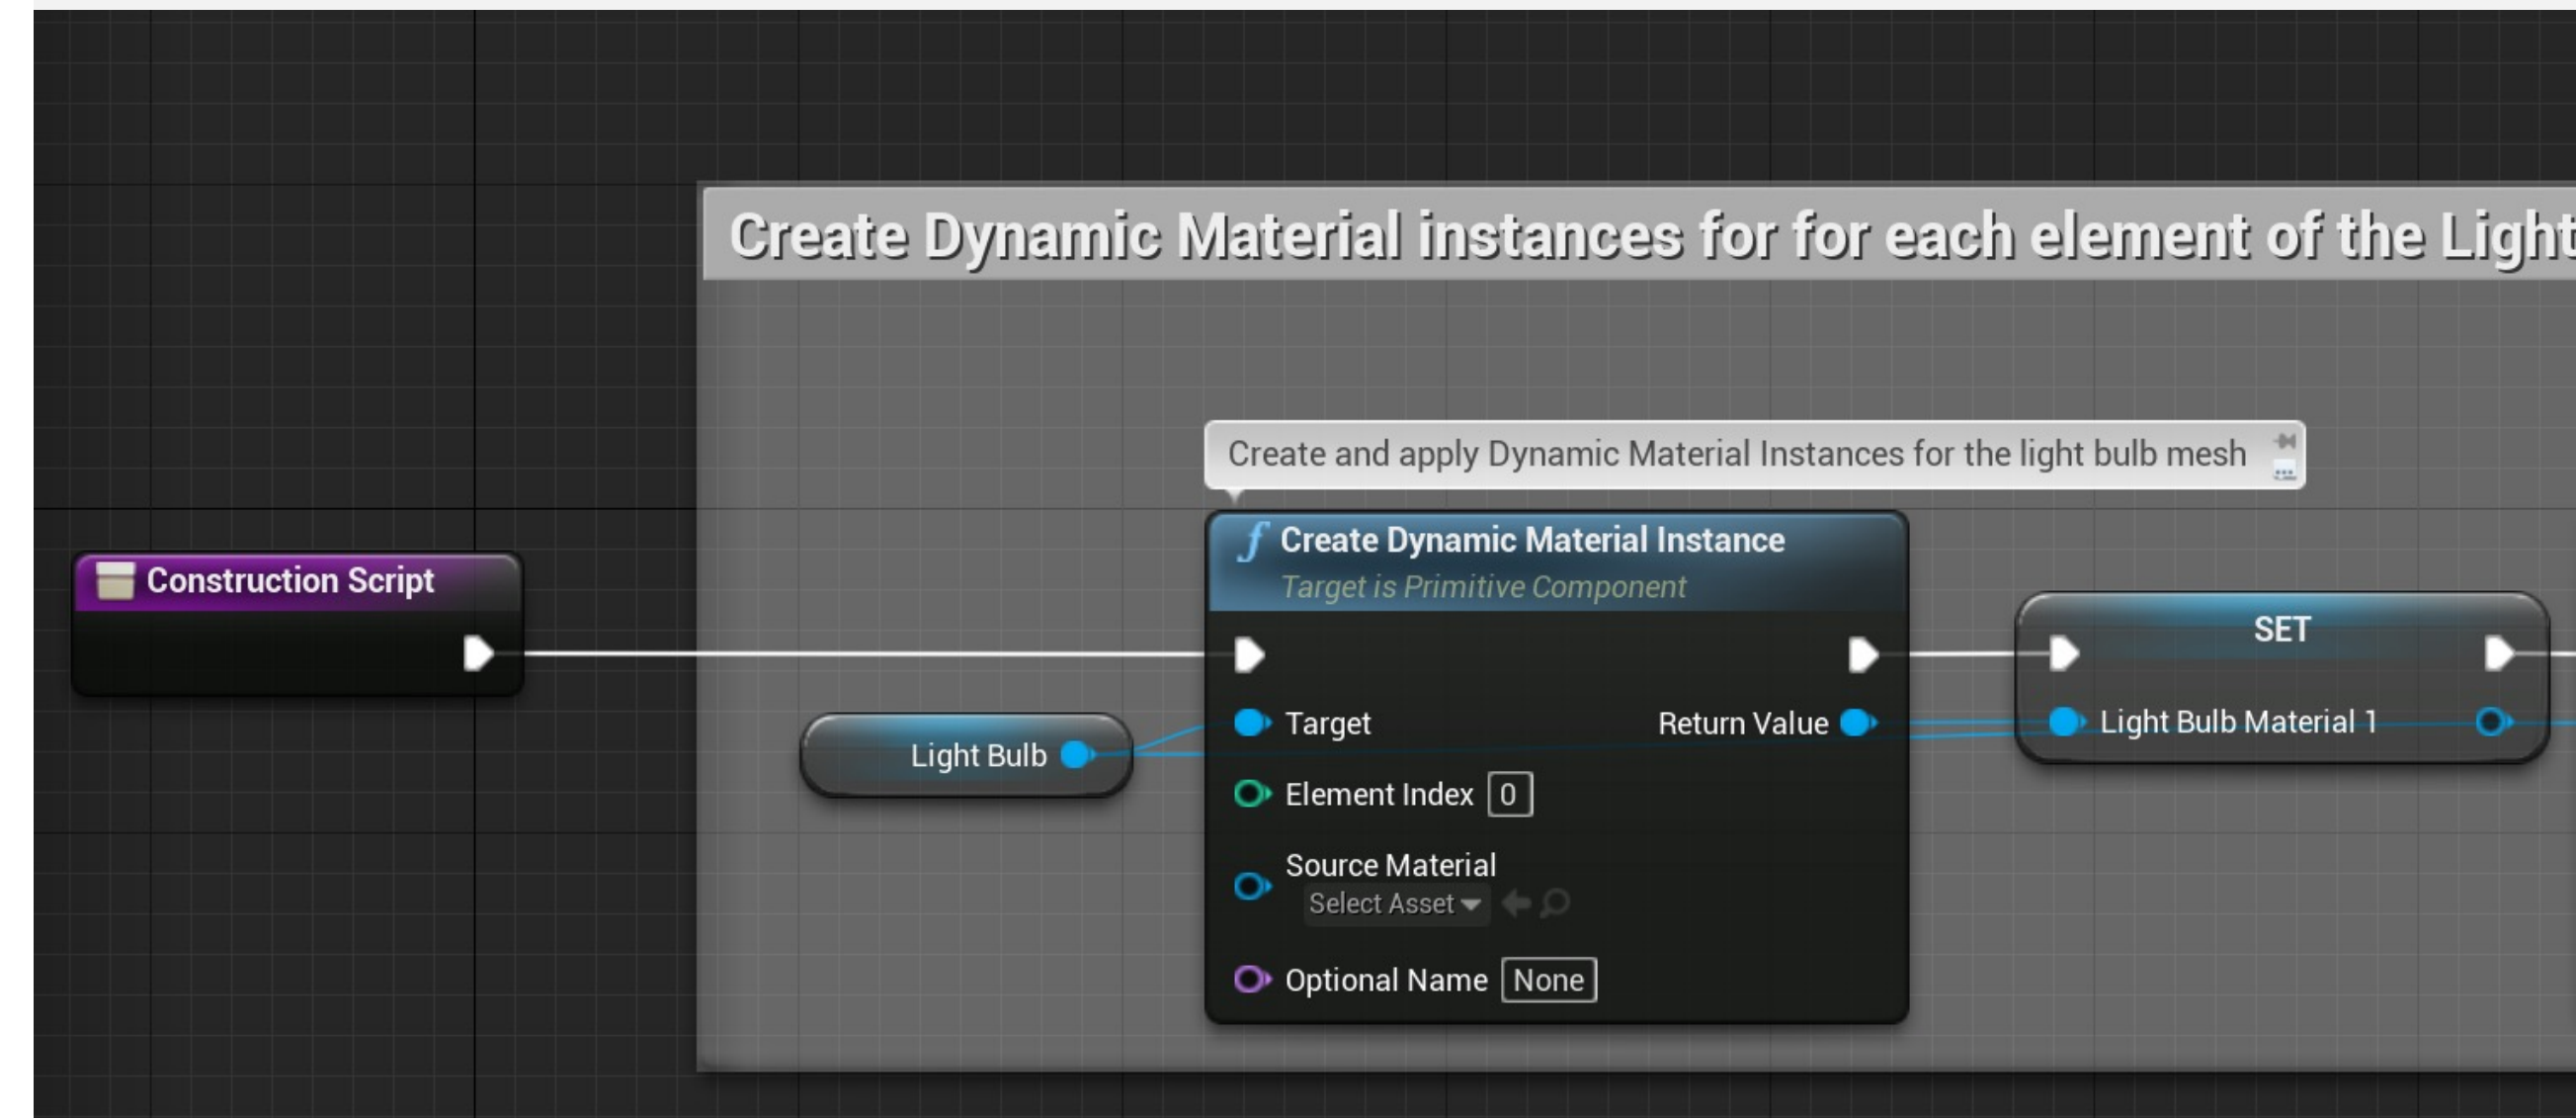 Create Dynamic Material instances for for each element of the Light
Create and apply Dynamic Material Instances for the light bulb mesh
Construction Script
Create Dynamic Material Instance
Target is Primitive Component
SET
Light Bulb
Target
Return Value
Light Bulb Material 1
Element Index 0
Source Material
Select Asset
Optional Name None